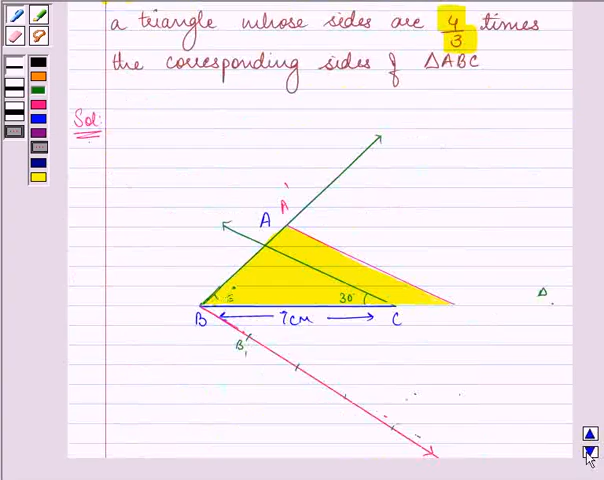 a triangle whose sides are 4/3 times
the corresponding sides of ΔABC
Sol:
A'
A
30°
B
7cm
C
B₁
Δ